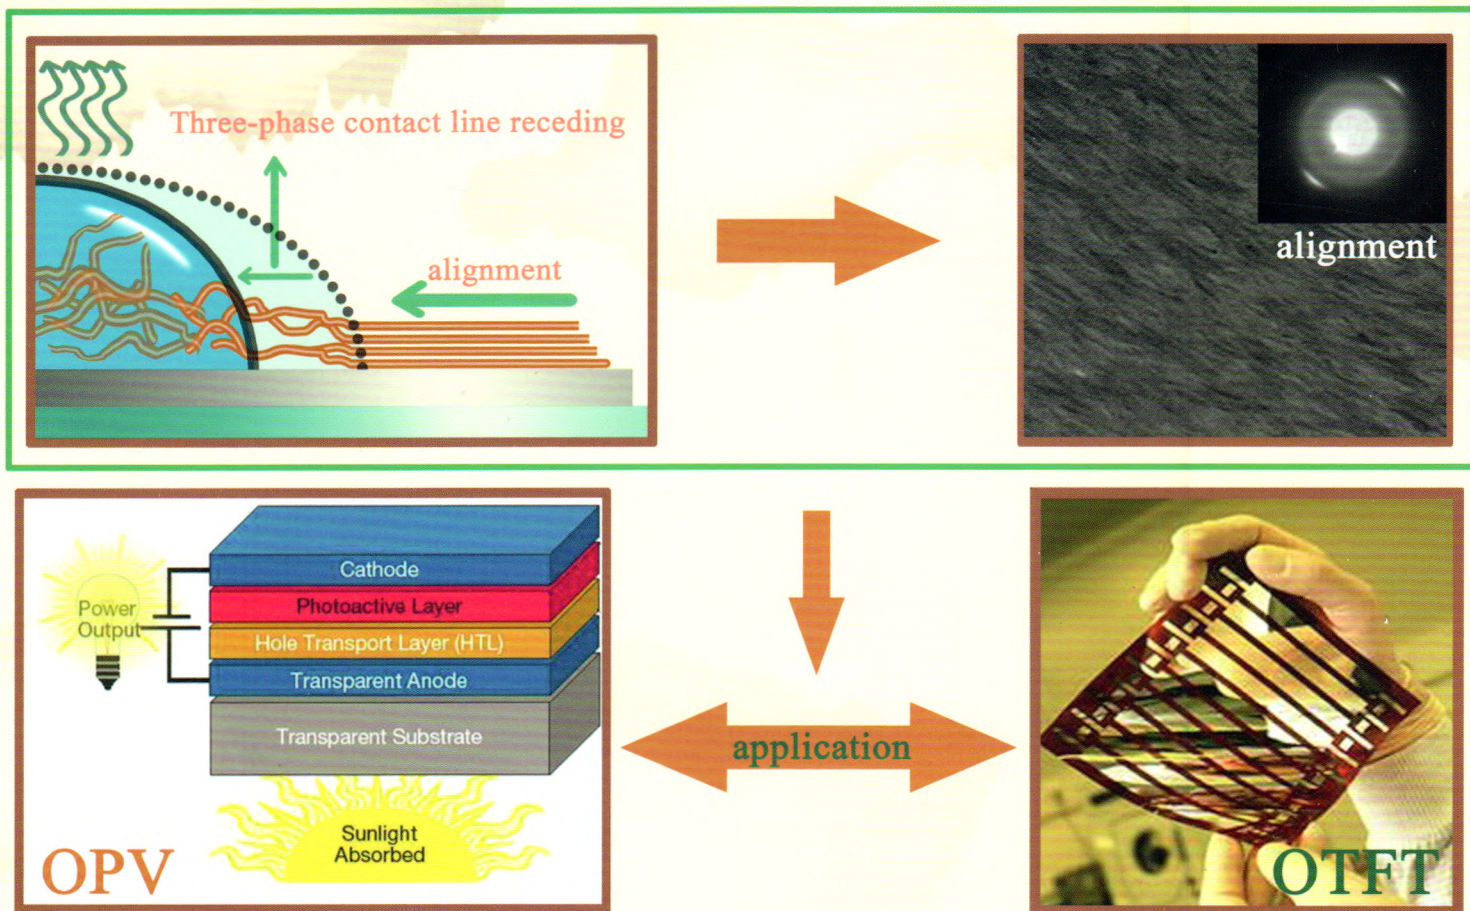 Three-phase contact line receding
alignment
alignment
Power
Output
Cathode
Photoactive Layer
Hole Transport Layer (HTL)
Transparent Anode
Transparent Substrate
Sunlight
Absorbed
OPV
application
OTFT